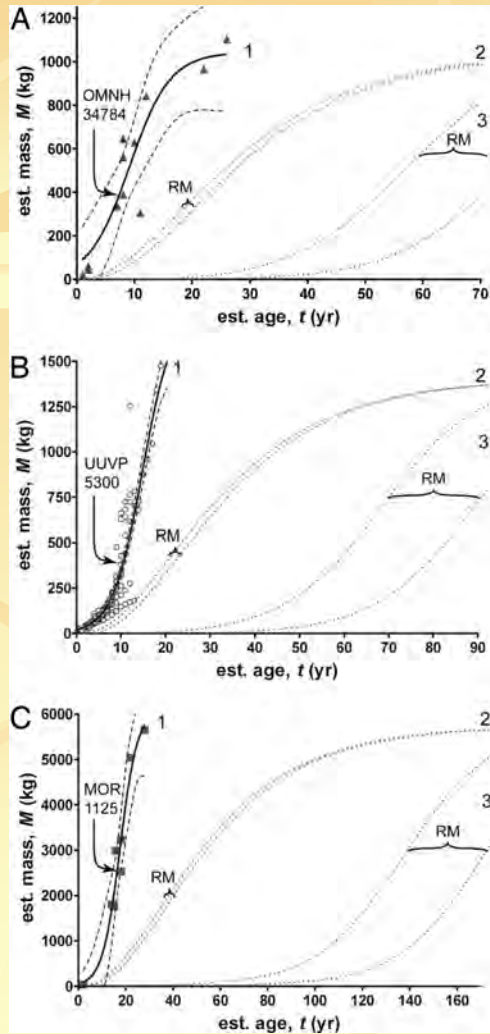 A
1200
1000
800
600
400
200
0
est. mass, M (kg)
OMNH
34784
1
2
3
RM
RM
0 10 20 30 40 50 60 70
est. age, t (yr)
B
1500
1250
1000
750
500
250
0
est. mass, M (kg)
UUVP
5300
1
2
3
RM
RM
0 10 20 30 40 50 60 70 80 90
est. age, t (yr)
C
6000
5000
4000
3000
2000
1000
0
est. mass, M (kg)
MOR
1125
1
2
3
RM
RM
0 20 40 60 80 100 120 140 160
est. age, t (yr)